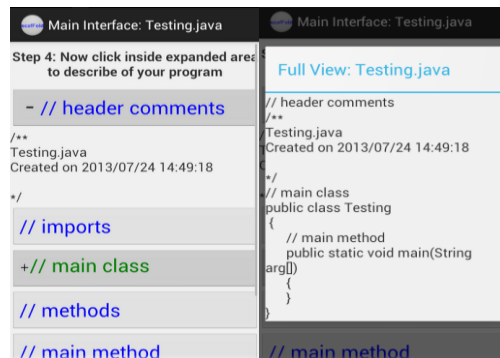 Main Interface: Testing.java
Step 4: Now click inside expanded area
to describe of your program
- // header comments
/**
Testing.java
Created on 2013/07/24 14:49:18
*/
// imports
+// main class
// methods
// main method
Main Interface: Testing.java
Full View: Testing.java
// header comments
/**
Testing.java
Created on 2013/07/24 14:49:18
*/
// main class
public class Testing
{
// main method
public static void main(String
arg[])
{
}
}
// main method